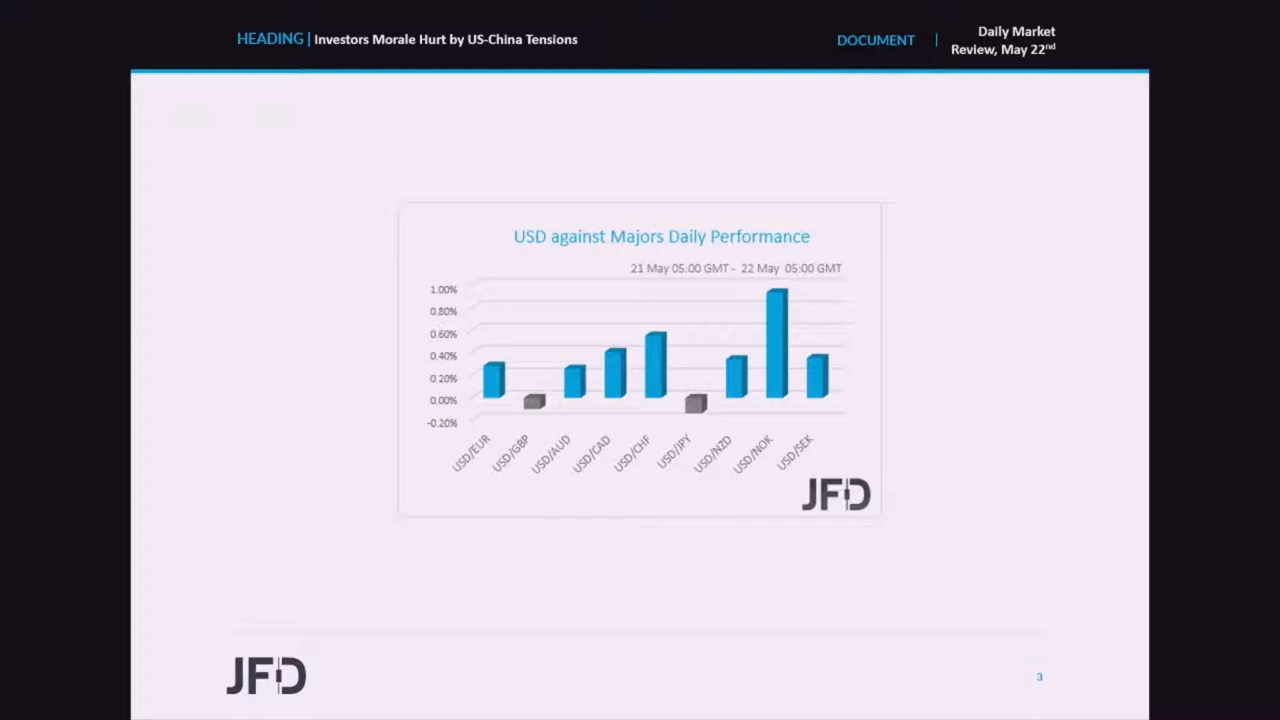 HEADING | Investors Morale Hurt by US-China Tensions
DOCUMENT | Daily Market
Review, May 22nd
USD against Majors Daily Performance
21 May 05:00 GMT - 22 May 05:00 GMT
1.00%
0.80%
0.60%
0.40%
0.20%
0.00%
-0.20%
USD/EUR
USD/GBP
USD/AUD
USD/CAD
USD/CHF
USD/JPY
USD/NZD
USD/NOK
USD/SEK
JFD
JFD
3